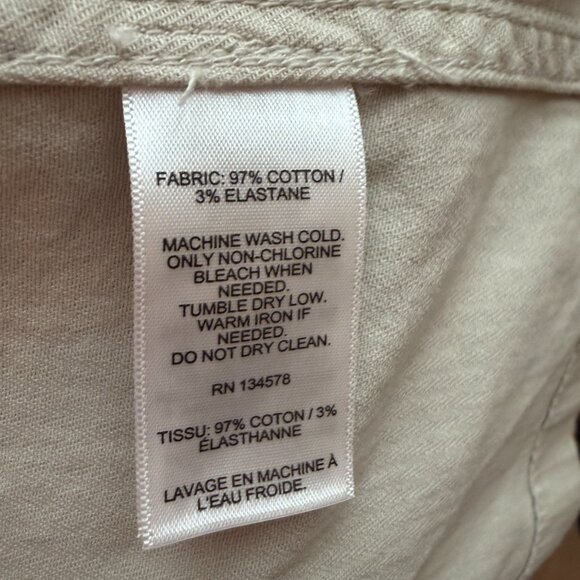 FABRIC: 97% COTTON /
3% ELASTANE
MACHINE WASH COLD.
ONLY NON-CHLORINE
BLEACH WHEN
NEEDED.
TUMBLE DRY LOW.
WARM IRON IF
NEEDED.
DO NOT DRY CLEAN.
RN 134578
TISSU: 97% COTON / 3%
ÉLASTHANNE
LAVAGE EN MACHINE À
L'EAU FROIDE.